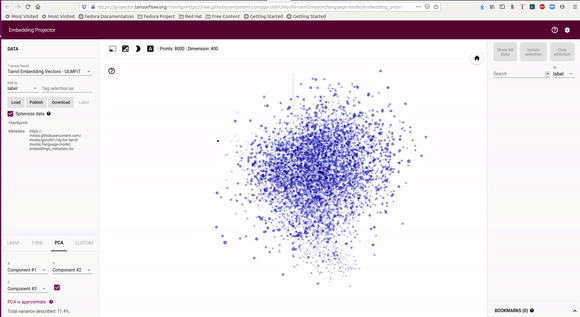 https://projector.tensorflow.org/?config=https://raw.githubusercontent.com/goru001/nlp-for-tamil/master/language-model/embedding_projec
Most Visited Most Visited Fedora Documentation Fedora Project Red Hat Free Content Getting Started Getting Started
Embedding Projector
DATA
Points: 8000 Dimension: 400
Show All Data
Isolate selection
Clear selection
1 tensor found
Tamil Embedding Vectors - ULMFiT
Search
by
label
Edit by
label
Tag selection as
Load Publish Download Label
Spherize data
Checkpoint:
Metadata:
https://
media.githubusercontent.com/
media/goru001/nlp-for-tamil/
master/language-model/
embeddings_metadata.tsv
UMAP T-SNE PCA CUSTOM
X
Component #1
Y
Component #2
Z
Component #3
PCA is approximate
Total variance described: 11.4%.
BOOKMARKS (0)